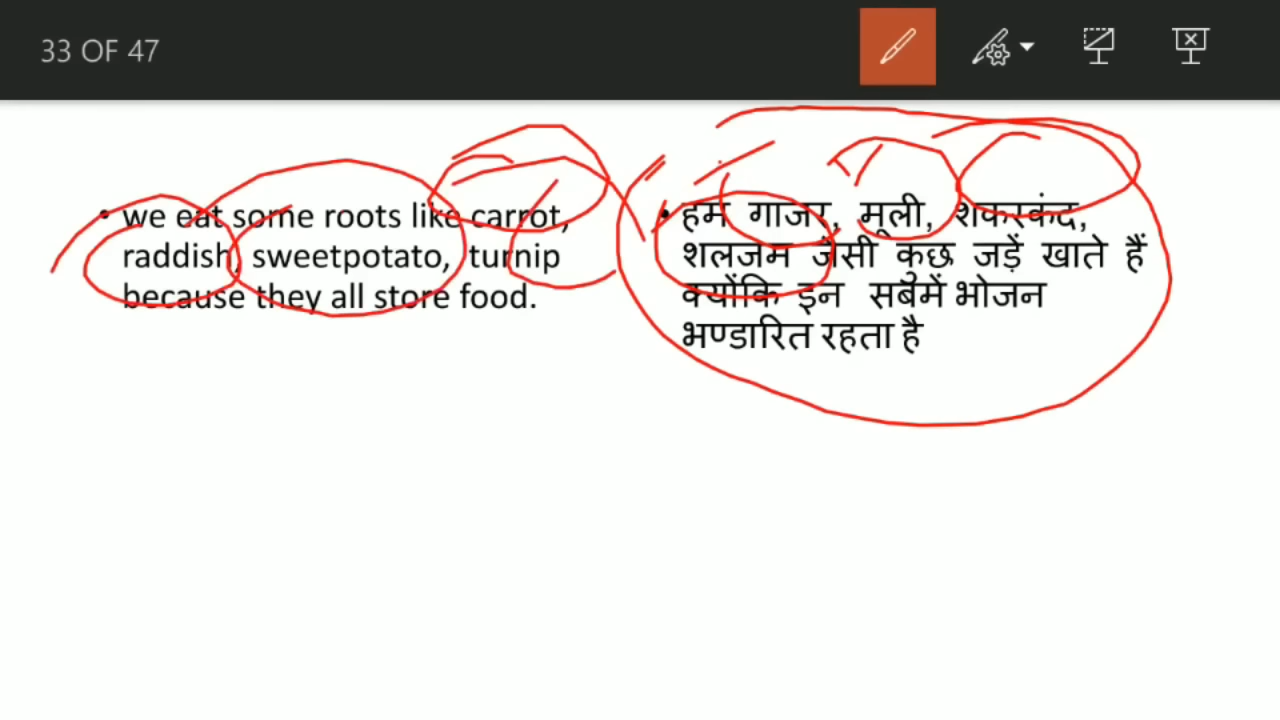 33 OF 47
• we eat some roots like carrot,
raddish, sweetpotato, turnip
because they all store food.
• हम गाजर, मूली, शकरकंद,
शलजम जैसी कुछ जड़ें खाते हैं
क्योंकि इन सबमें भोजन
भण्डारित रहता है